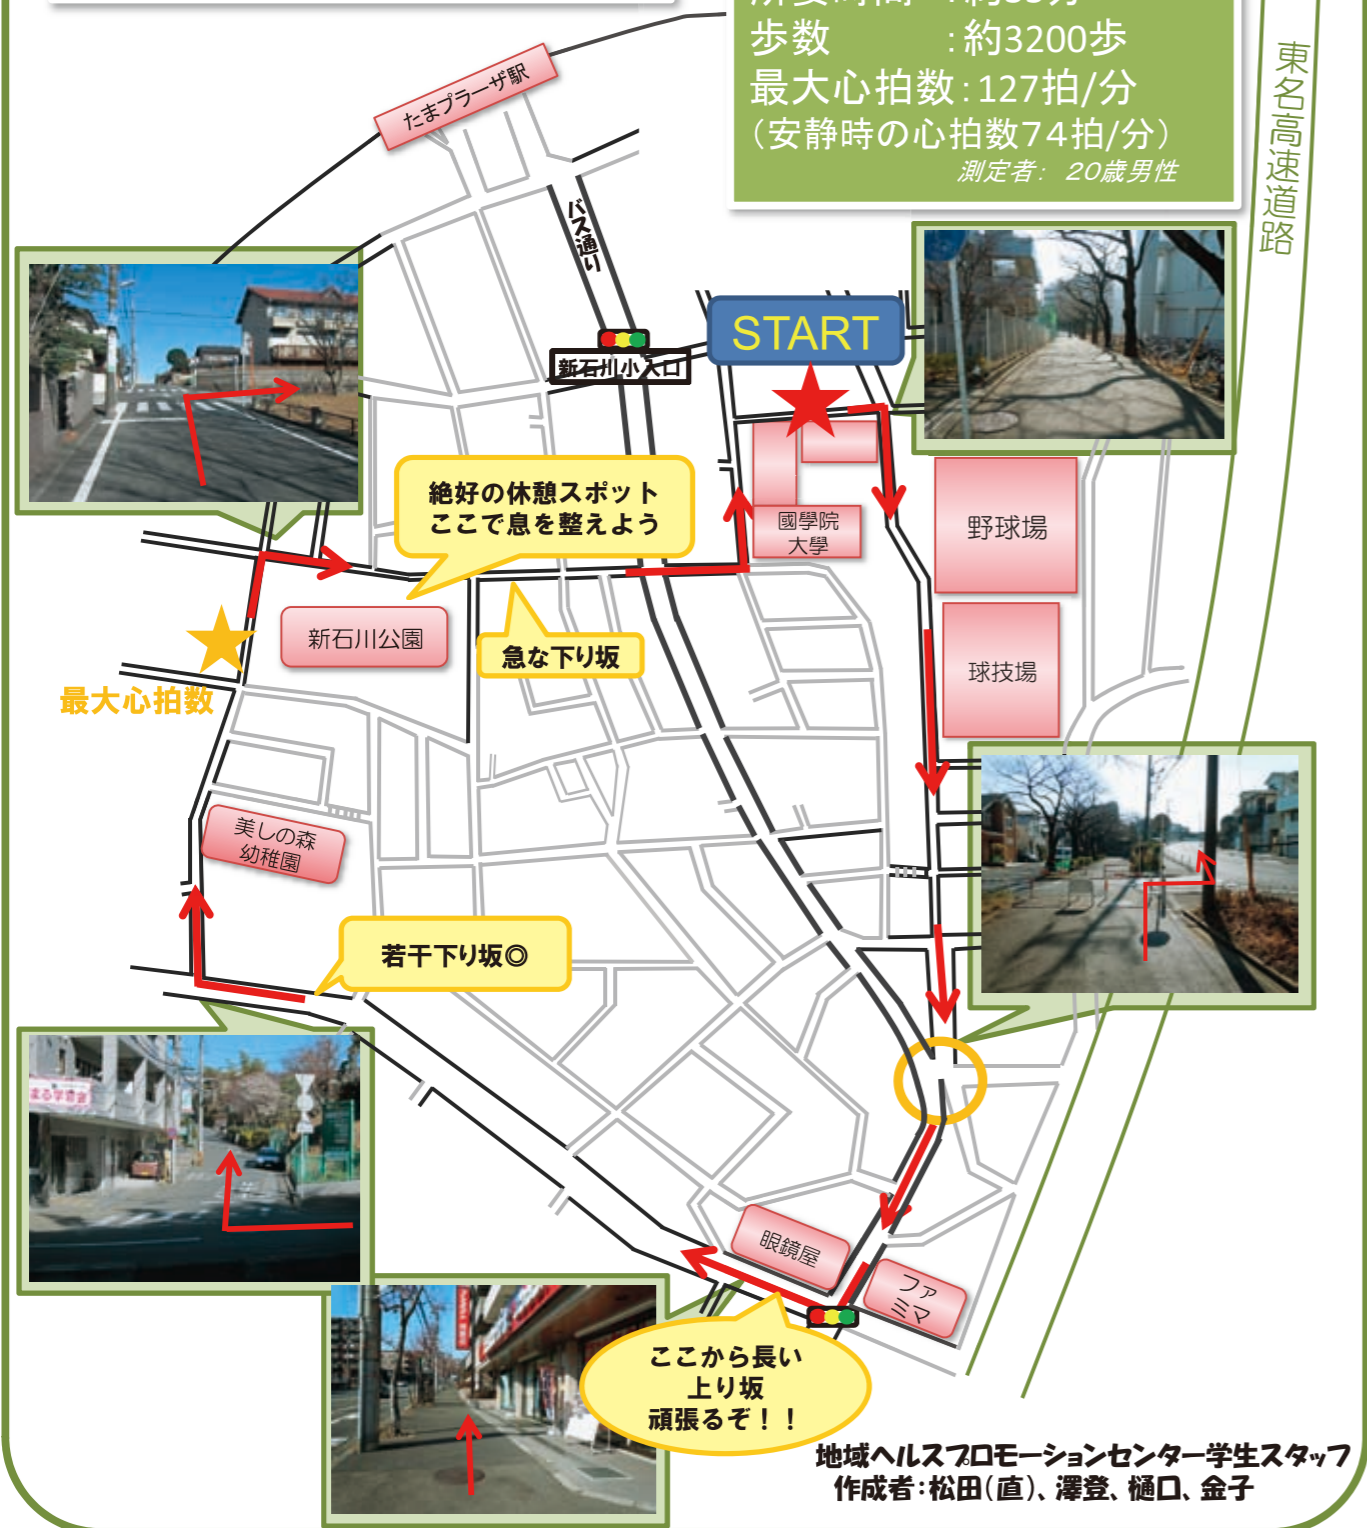 歩数　　　：約3200歩
最大心拍数：127拍/分
（安静時の心拍数74拍/分）
測定者：　20歳男性
東名高速道路
たまプラーザ駅
バス通り
START
新石川小入口
絶好の休憩スポット
ここで息を整えよう
國學院
大學
野球場
新石川公園
急な下り坂
球技場
最大心拍数
美しの森
幼稚園
若干下り坂◎
眼鏡屋
ファ
ミマ
ここから長い
上り坂
頑張るぞ！！
地域ヘルスプロモーションセンター学生スタッフ
作成者：松田（直）、澤登、樋口、金子